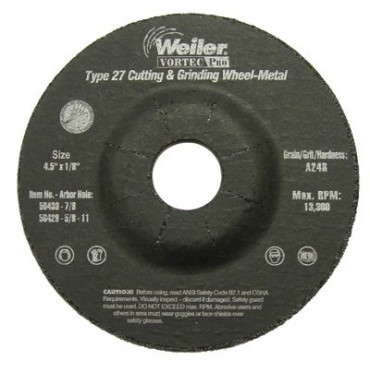 Weiler
VORTEC PRO
Type 27 Cutting & Grinding Wheel-Metal
Size
4.5" x 1/8"
Item No. - Arbor Hole:
56433 - 7/8
56429 - 5/8 - 11
Grain/Grit/Hardness:
A24R
Max. RPM:
13,300
CAUTION! Before using, read ANSI Safety Code B7.1 and OSHA
Requirements. Visually inspect - discard if damaged. Safety guard
must be used. DO NOT EXCEED max. RPM. Abrasive users and
others in area must wear goggles or face shields over
safety glasses.